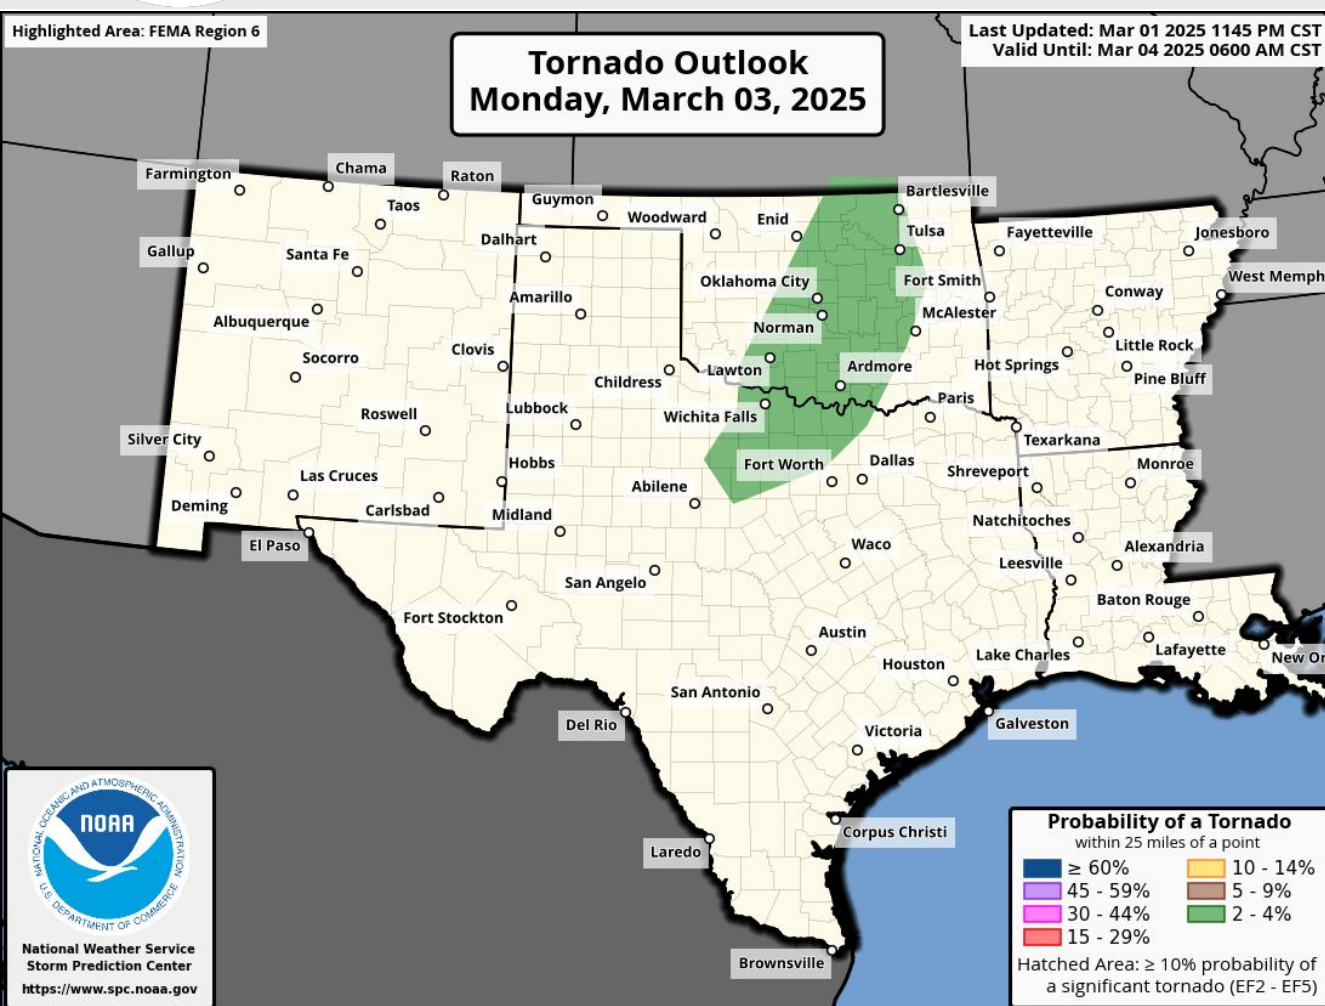 Highlighted Area: FEMA Region 6
Last Updated: Mar 01 2025 1145 PM CST
Valid Until: Mar 04 2025 0600 AM CST
Tornado Outlook
Monday, March 03, 2025
Farmington
Chama
Raton
Taos
Guymon
Woodward
Enid
Bartlesville
Tulsa
Fayetteville
Jonesboro
Gallup
Santa Fe
Dalhart
Oklahoma City
Fort Smith
West Memph
Amarillo
Conway
Albuquerque
Norman
McAlester
Little Rock
Socorro
Clovis
Childress
Lawton
Ardmore
Hot Springs
Pine Bluff
Roswell
Lubbock
Wichita Falls
Paris
Silver City
Texarkana
Las Cruces
Hobbs
Fort Worth
Dallas
Shreveport
Monroe
Deming
Carlsbad
Midland
Abilene
Natchitoches
El Paso
Waco
Leesville
Alexandria
San Angelo
Baton Rouge
Fort Stockton
Austin
Lake Charles
Lafayette
New Or
Houston
San Antonio
Del Rio
Galveston
Victoria
Corpus Christi
Laredo
Brownsville
NATIONAL OCEANIC AND ATMOSPHERIC ADMINISTRATION
NOAA
U.S. DEPARTMENT OF COMMERCE
National Weather Service
Storm Prediction Center
https://www.spc.noaa.gov
Probability of a Tornado
within 25 miles of a point
≥ 60%
10 - 14%
45 - 59%
5 - 9%
30 - 44%
2 - 4%
15 - 29%
Hatched Area: ≥ 10% probability of
a significant tornado (EF2 - EF5)